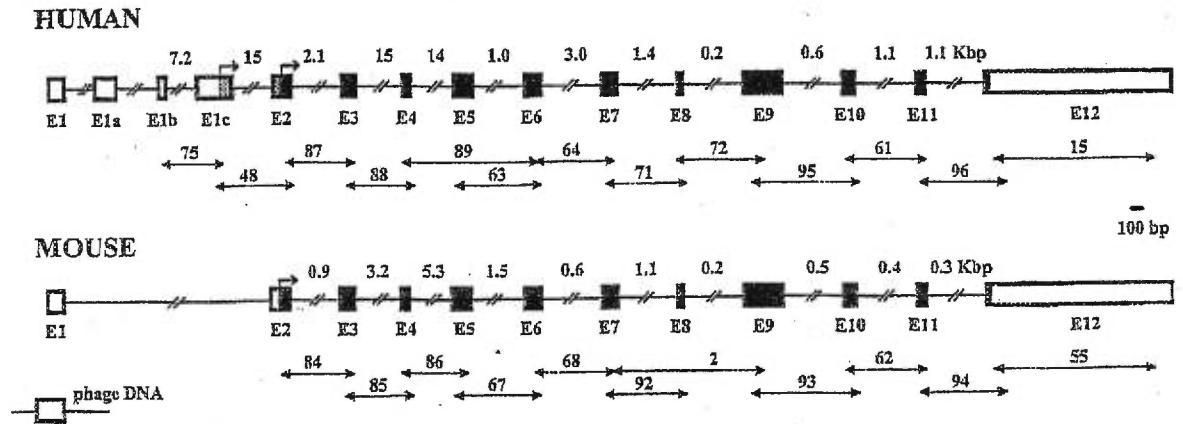 HUMAN
7.2 15 2.1 15 14 1.0 3.0 1.4 0.2 0.6 1.1 1.1 Kbp
E1 E1a E1b E1c E2 E3 E4 E5 E6 E7 E8 E9 E10 E11 E12
75 87 89 64 72 61 15
48 88 63 71 95 96
100 bp
MOUSE
0.9 3.2 5.3 1.5 0.6 1.1 0.2 0.5 0.4 0.3 Kbp
E1 E2 E3 E4 E5 E6 E7 E8 E9 E10 E11 E12
84 86 68 2 62 55
85 67 92 93 94
phage DNA